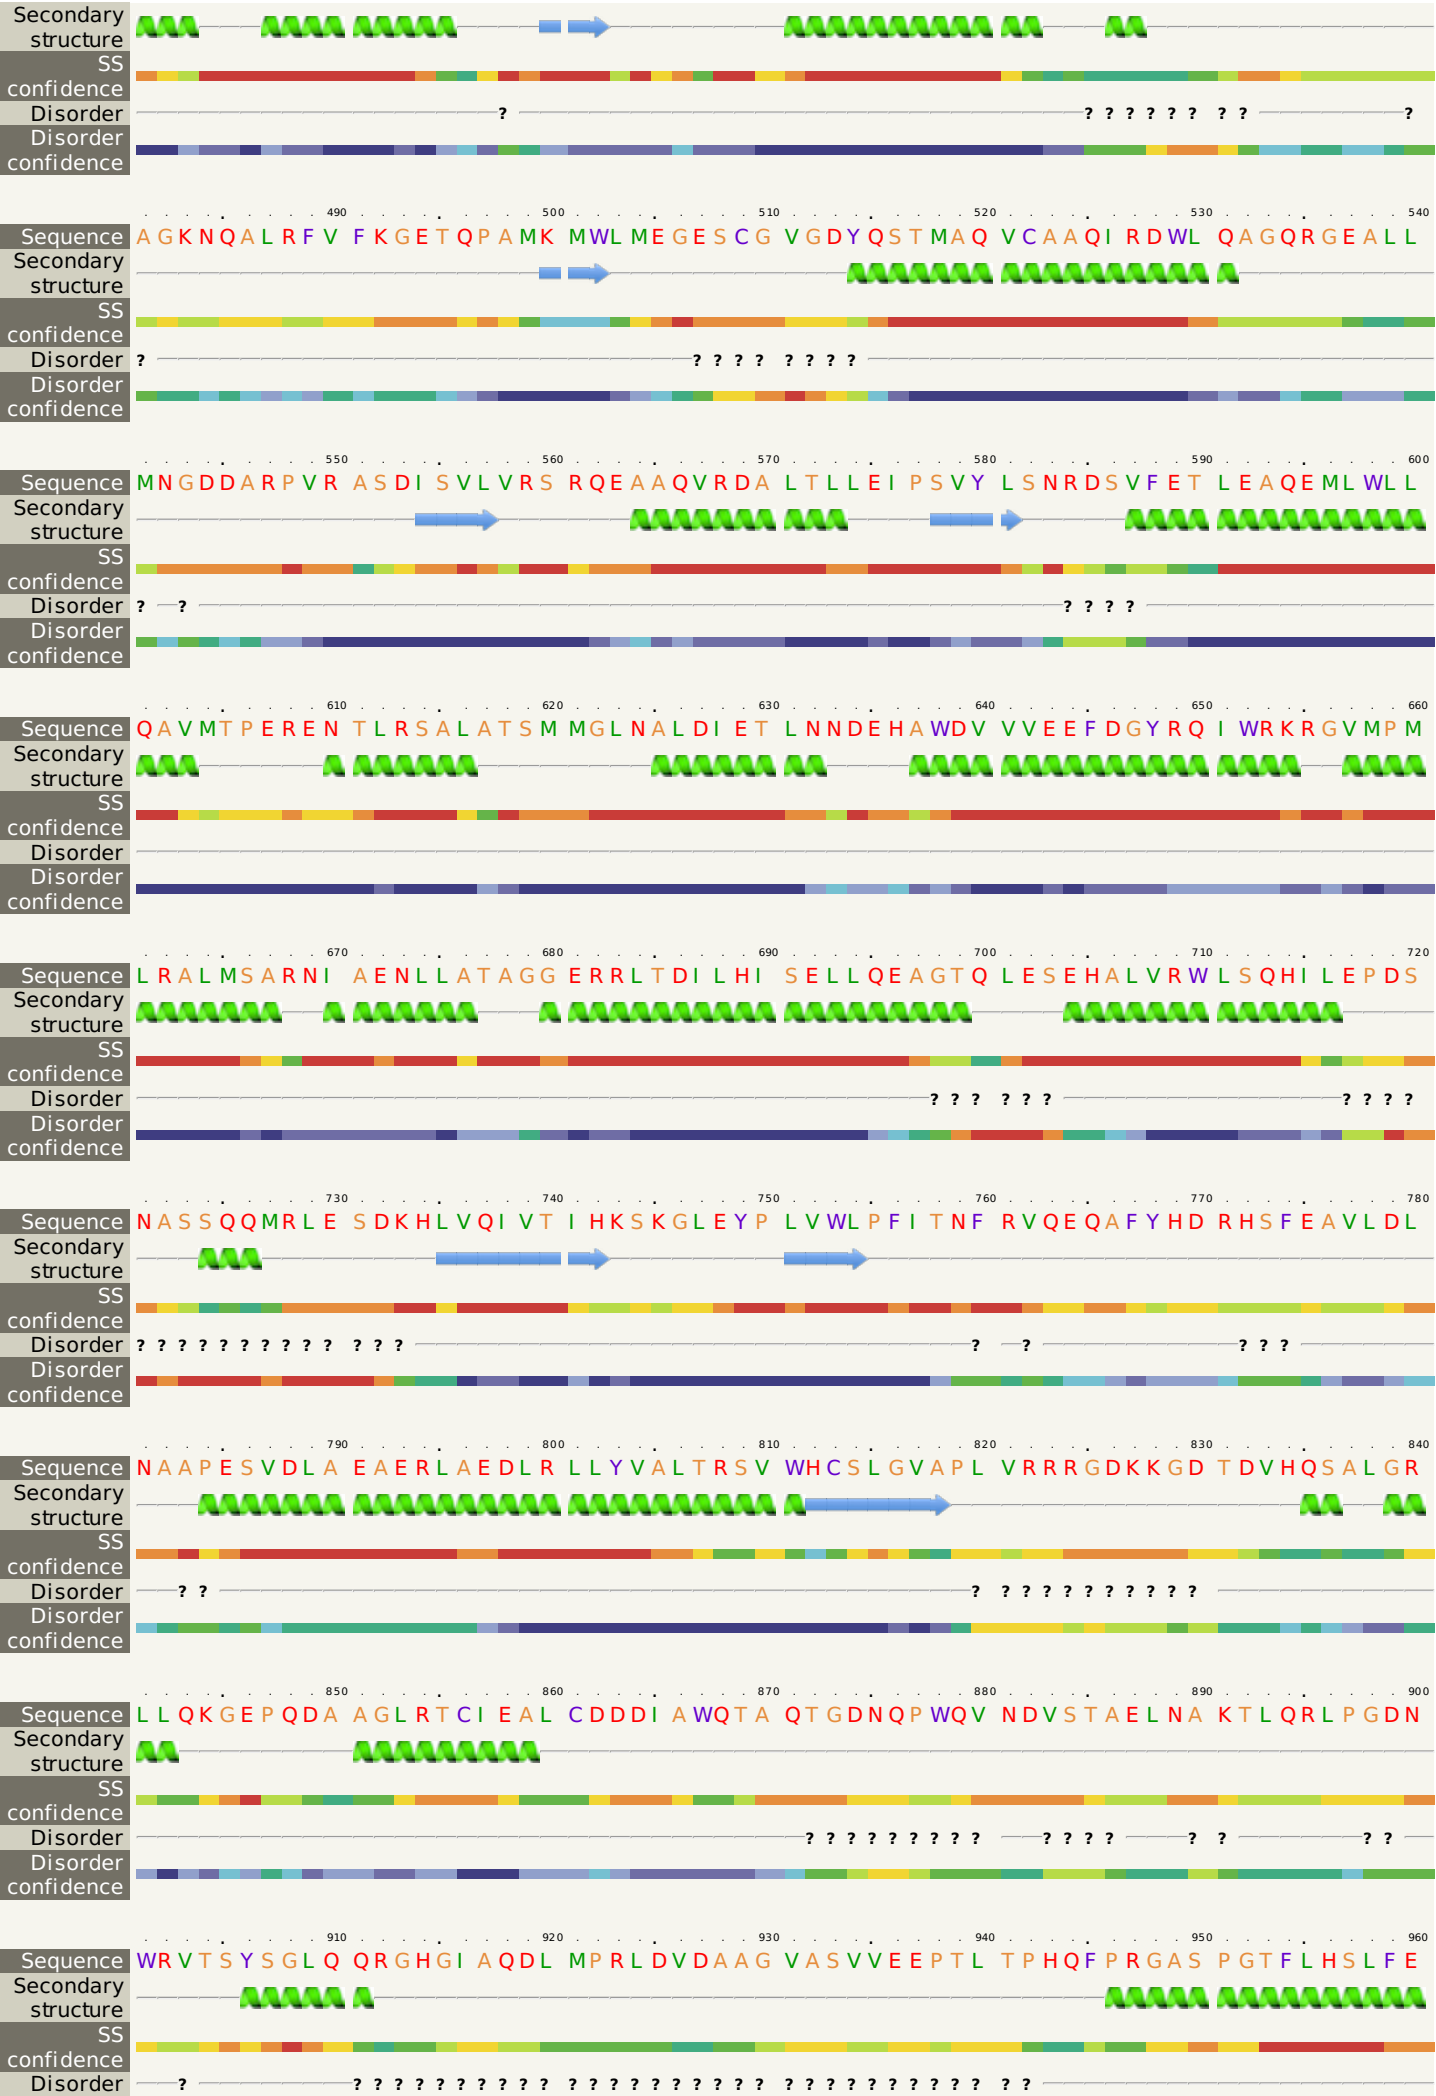 Secondary
structure
SS
confidence
Disorder ? ? ? ? ? ? ? ? ? ?
Disorder
confidence
490 500 510 520 530 540
Sequence AGKNQALRFV FKGETQPAMK MWLMEGESCG VGDYQSTMAQ VCAAQIRDWL QAGQRGEALL
Secondary
structure
SS
confidence
Disorder ? ? ? ? ? ? ? ? ?
Disorder
confidence
550 560 570 580 590 600
Sequence MNGDDARPVR ASDISVLVRS RQEAAQVRDA LTLLEIPSVY LSNRDSVFET LEAQEMLWLL
Secondary
structure
SS
confidence
Disorder ? ? ? ? ? ?
Disorder
confidence
610 620 630 640 650 660
Sequence QAVMTPEREN TLRSALATSM MGLNALDIET LNNDEHAWDV VVEEFDGYRQ IWRKRGVMPM
Secondary
structure
SS
confidence
Disorder
Disorder
confidence
670 680 690 700 710 720
Sequence LRALMSARNI AENLLATAGG ERRLTDILHI SELLQEAGTQ LESEHALVRW LSQHILEPDS
Secondary
structure
SS
confidence
Disorder ? ? ? ? ? ? ? ? ? ?
Disorder
confidence
730 740 750 760 770 780
Sequence NASSQQMRLE SDKHLVQIVT IHKSKGLEYP LVWLPFITNF RVQEQAFYHD RHSFEAVLDL
Secondary
structure
SS
confidence
Disorder ? ? ? ? ? ? ? ? ? ? ? ? ? ? ? ? ? ?
Disorder
confidence
790 800 810 820 830 840
Sequence NAAPESVDLA EAERLAEDLR LLYVALTRSV WHCSLGVAPL VRRRGDKKGD TDVHQSALGR
Secondary
structure
SS
confidence
Disorder ? ? ? ? ? ? ? ? ? ? ? ? ?
Disorder
confidence
850 860 870 880 890 900
Sequence LLQKGEPQDA AGLRTCIEAL CDDDIAWQTA QTGDNQPWQV NDVSTAELNA KTLQRLPGDN
Secondary
structure
SS
confidence
Disorder ? ? ? ? ? ? ? ? ? ? ? ? ? ? ? ? ?
Disorder
confidence
910 920 930 940 950 960
Sequence WRVTSYSGLQ QRGHGIAQDL MPRLDVDAAG VASVVEEPTL TPHQFPRGAS PGTFLHSLFE
Secondary
structure
SS
confidence
Disorder ? ? ? ? ? ? ? ? ? ? ? ? ? ? ? ? ? ? ? ? ? ? ? ? ? ? ? ? ? ? ? ? ?